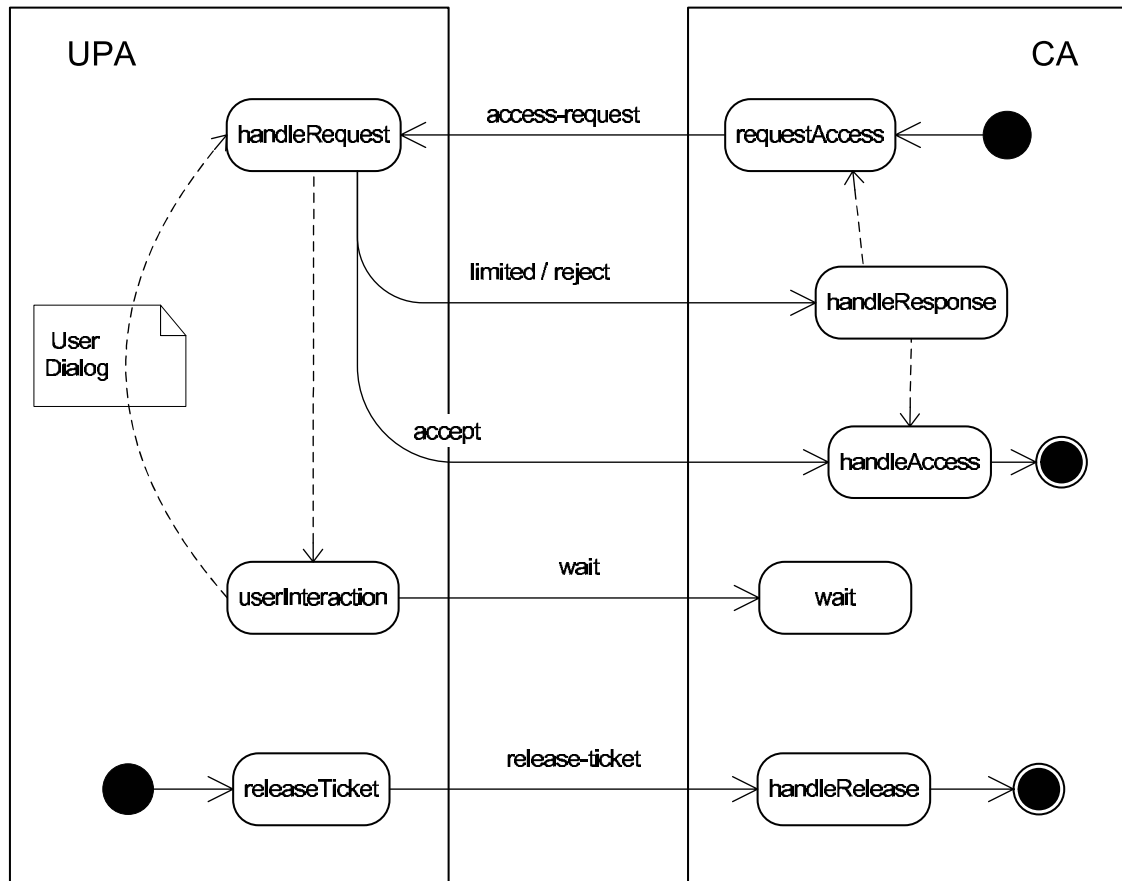 UPA
CA
handleRequest
access-request
requestAccess
limited / reject
handleResponse
User
Dialog
accept
handleAccess
userInteraction
wait
wait
releaseTicket
release-ticket
handleRelease